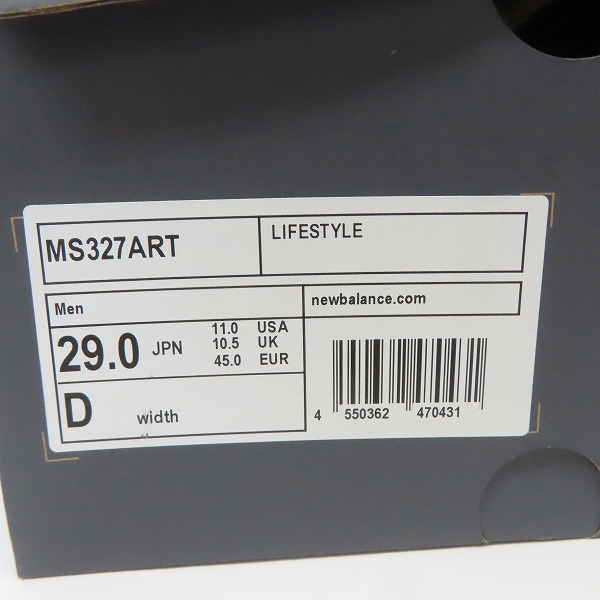 MS327ART
LIFESTYLE
Men
newbalance.com
29.0 JPN
11.0 USA
10.5 UK
45.0 EUR
D width
4 550362 470431